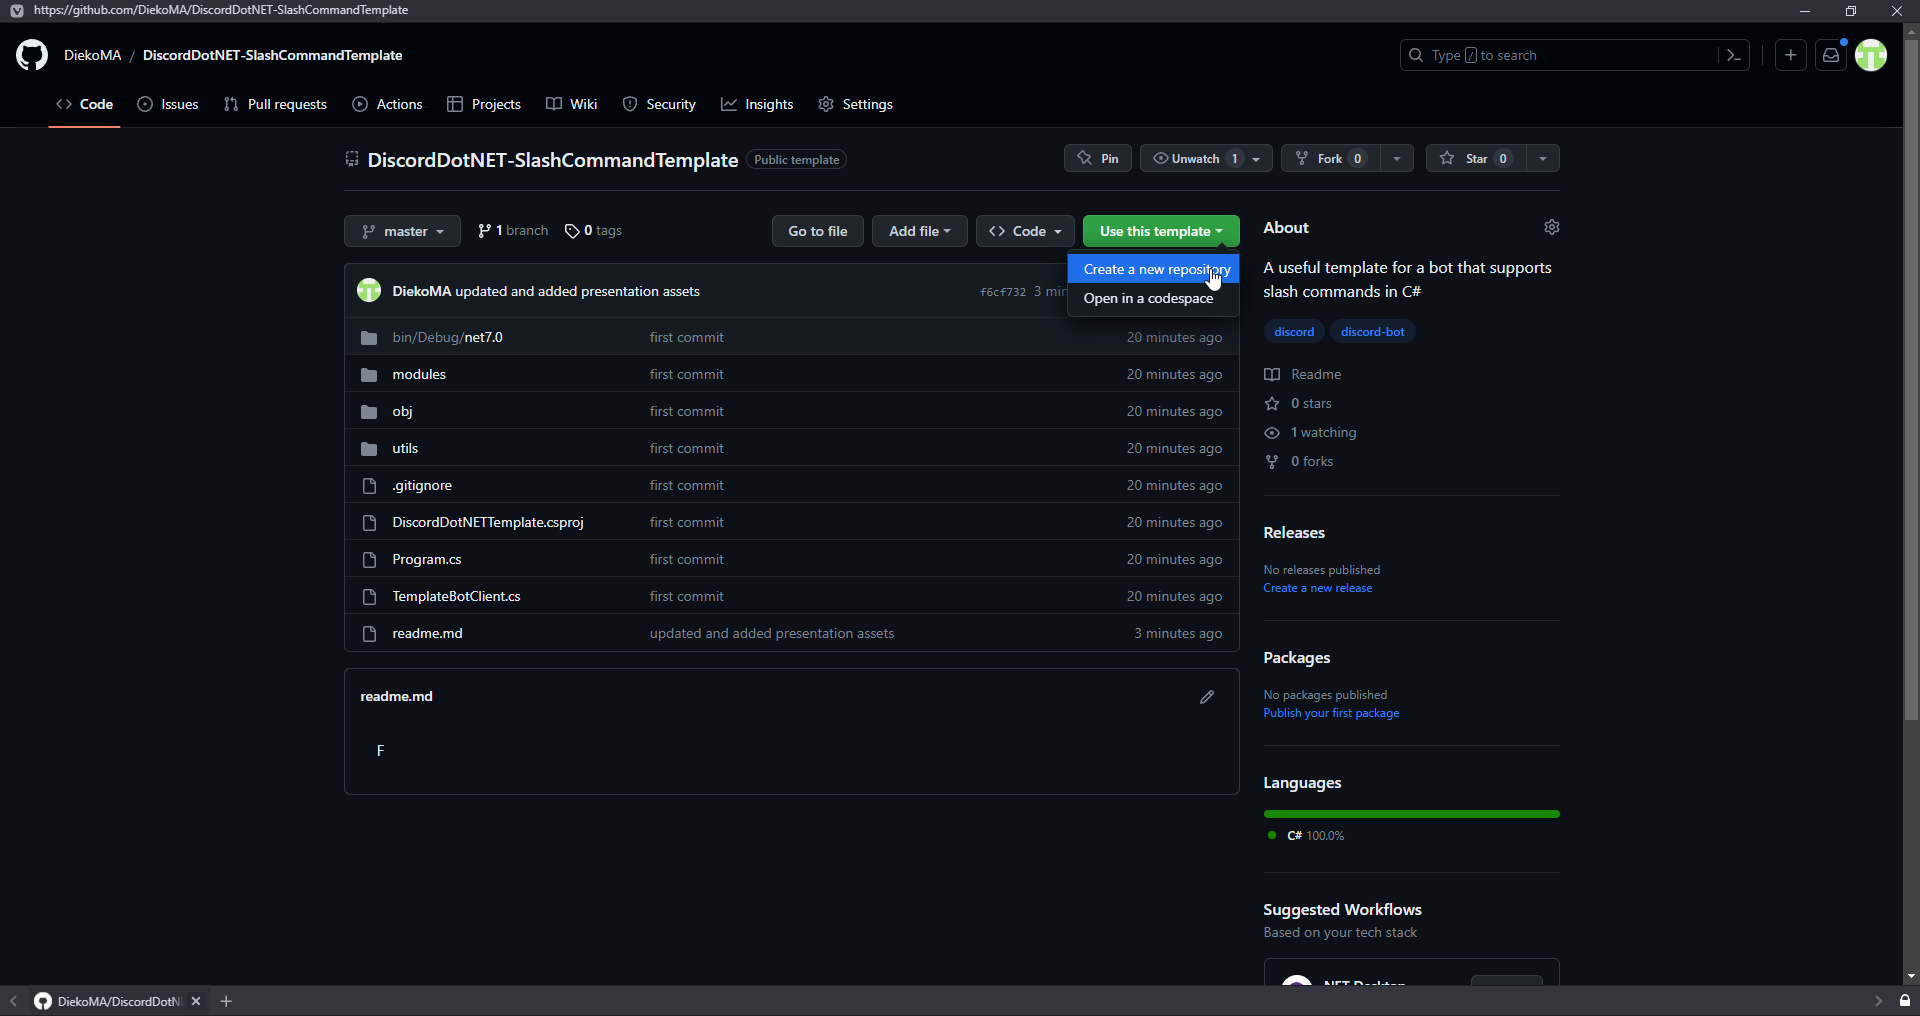 https://github.com/DiekoMA/DiscordDotNET-SlashCommandTemplate
DiekoMA / DiscordDotNET-SlashCommandTemplate
Type / to search
Code Issues Pull requests Actions Projects Wiki Security Insights Settings
DiscordDotNET-SlashCommandTemplate Public template
Pin Unwatch 1 Fork 0 Star 0
master 1 branch 0 tags Go to file Add file Code Use this template
Create a new repository
Open in a codespace
DiekoMA updated and added presentation assets f6cf732 3 min
bin/Debug/net7.0 first commit 20 minutes ago
modules first commit 20 minutes ago
obj first commit 20 minutes ago
utils first commit 20 minutes ago
.gitignore first commit 20 minutes ago
DiscordDotNETTemplate.csproj first commit 20 minutes ago
Program.cs first commit 20 minutes ago
TemplateBotClient.cs first commit 20 minutes ago
readme.md updated and added presentation assets 3 minutes ago
readme.md
F
About
A useful template for a bot that supports
slash commands in C#
discord discord-bot
Readme
0 stars
1 watching
0 forks
Releases
No releases published
Create a new release
Packages
No packages published
Publish your first package
Languages
C# 100.0%
Suggested Workflows
Based on your tech stack
DiekoMA/DiscordDotN